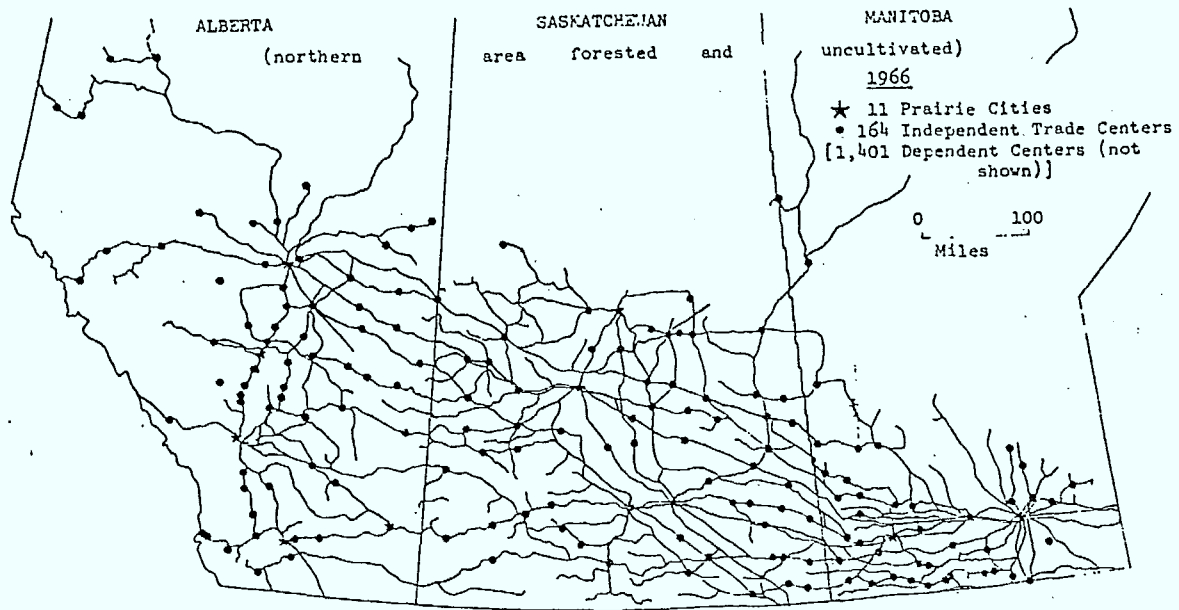 ALBERTA SASKATCHEWAN MANITOBA
(northern area forested and uncultivated)
1966
11 Prairie Cities
164 Independent Trade Centers
[1,401 Dependent Centers (not
shown)]
0 100
Miles